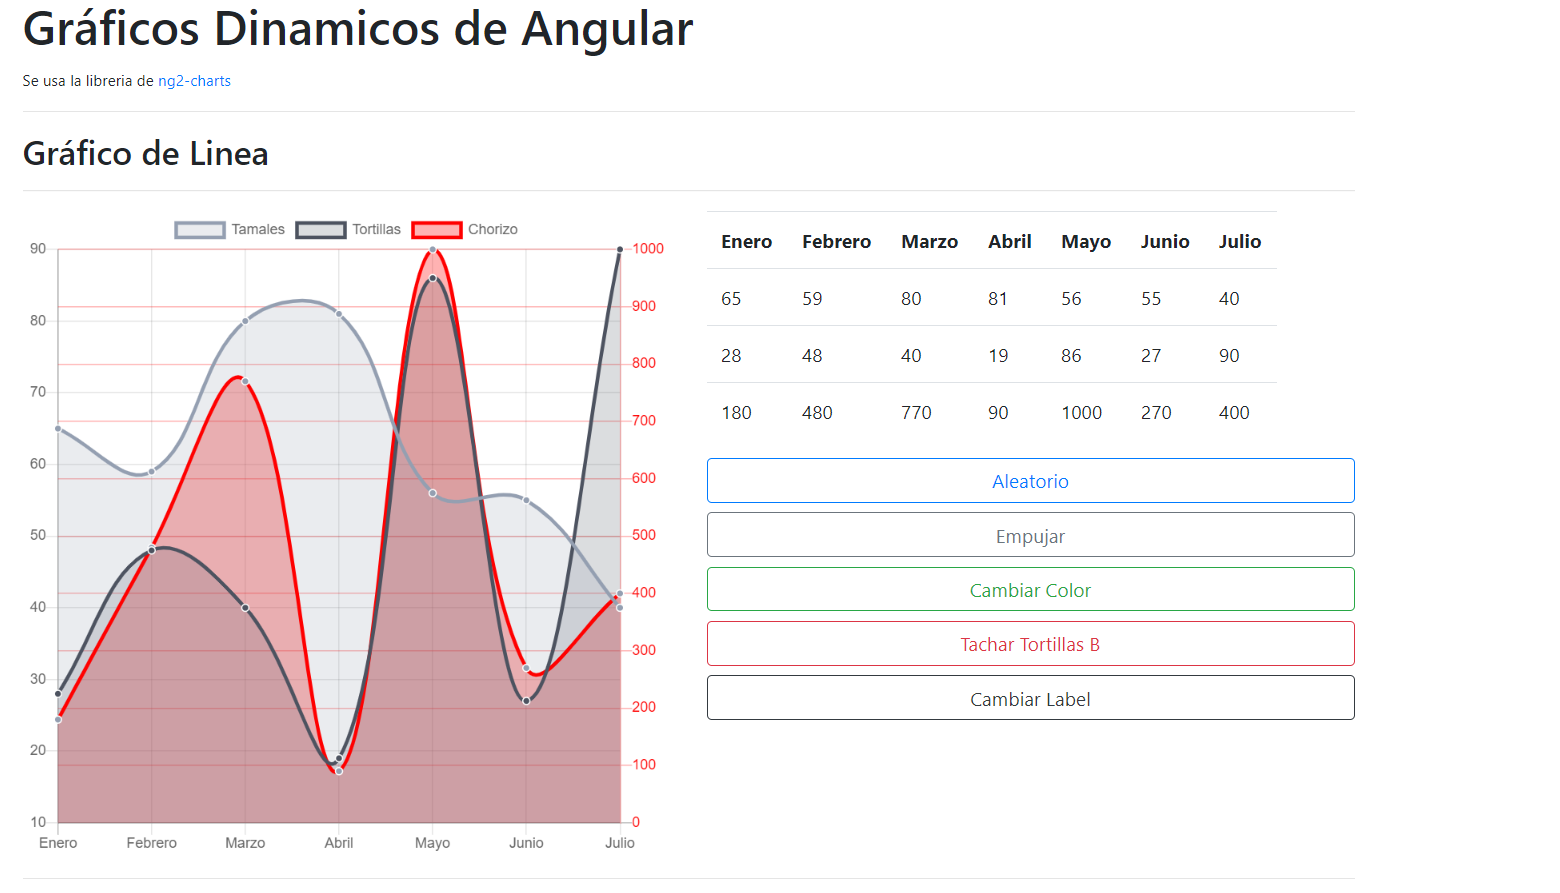 Gráficos Dinamicos de Angular
Se usa la libreria de ng2-charts
Gráfico de Linea
Tamales Tortillas Chorizo
90
80
70
60
50
40
30
20
10
1000
900
800
700
600
500
400
300
200
100
0
Enero Febrero Marzo Abril Mayo Junio Julio
Enero Febrero Marzo Abril Mayo Junio Julio
65 59 80 81 56 55 40
28 48 40 19 86 27 90
180 480 770 90 1000 270 400
Aleatorio
Empujar
Cambiar Color
Tachar Tortillas B
Cambiar Label